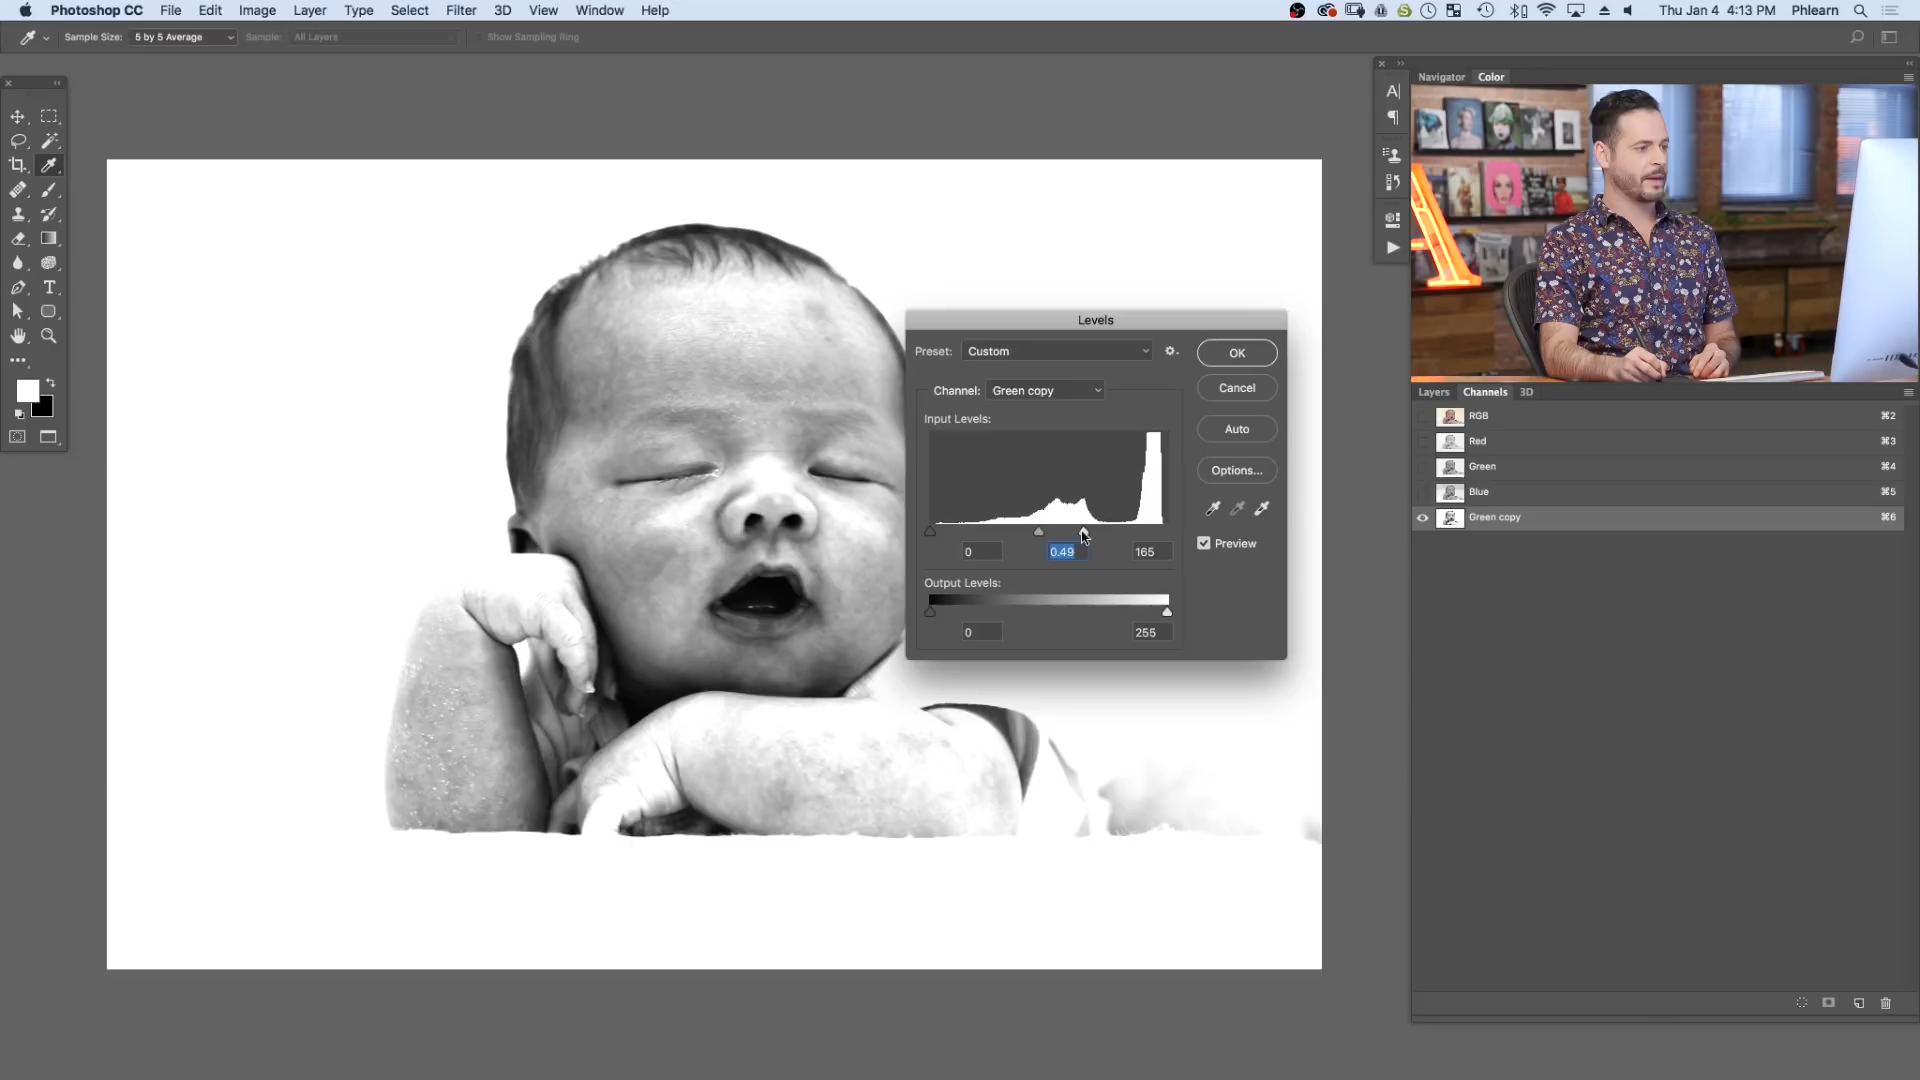 Photoshop CC File Edit Image Layer Type Select Filter 3D View Window Help Thu Jan 4 4:13 PM Phlearn
Sample Size: 5 by 5 Average Sample: All Layers Show Sampling Ring
Navigator Color
Levels
Preset: Custom OK
Channel: Green copy Cancel
Input Levels: Auto
Options...
0 0.49 165 Preview
Output Levels:
0 255
Layers Channels 3D
RGB ⌘2
Red ⌘3
Green ⌘4
Blue ⌘5
Green copy ⌘6